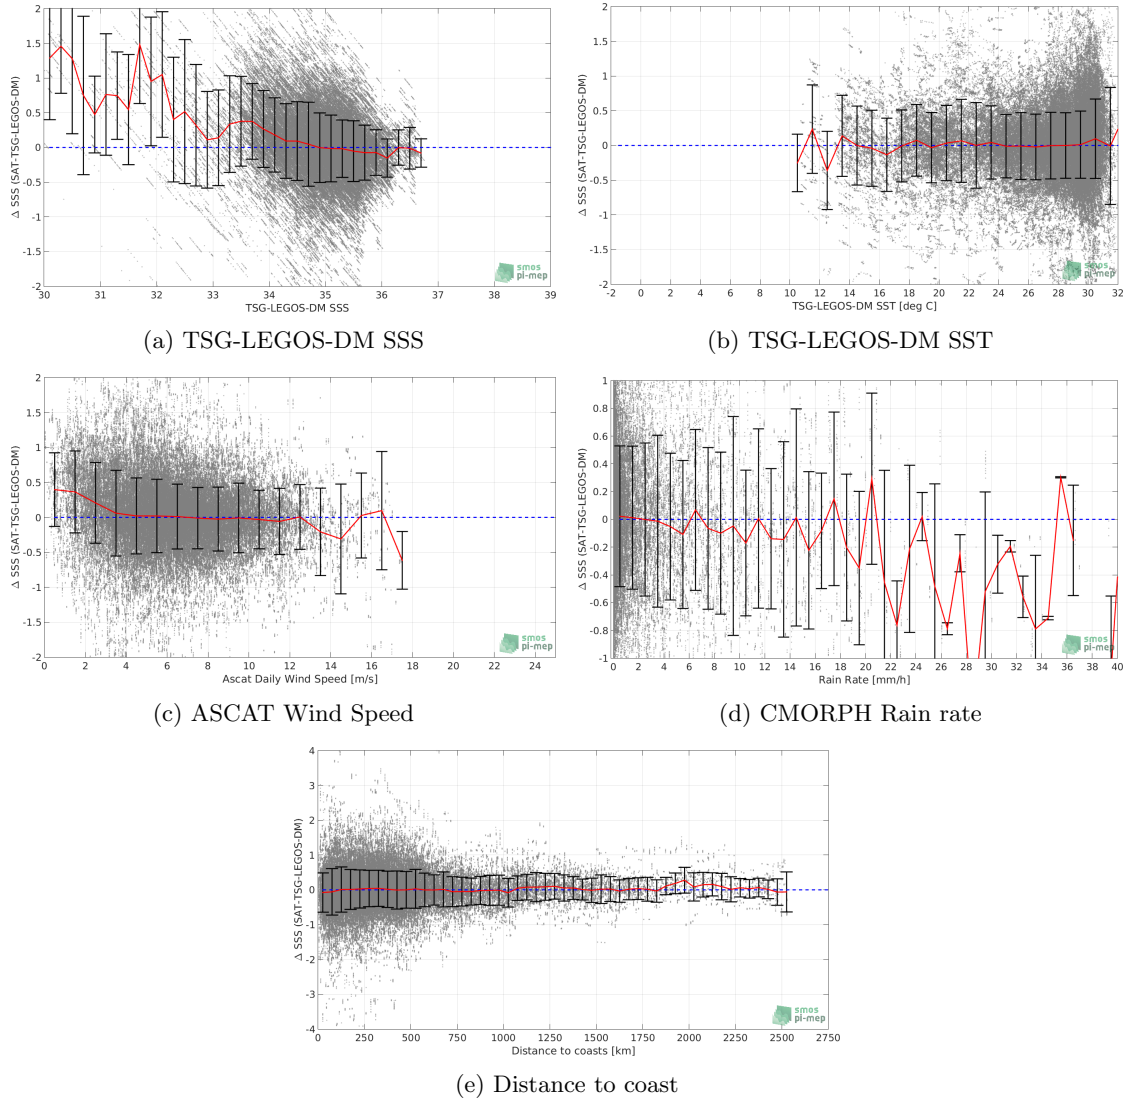 2
1.5
1
0.5
0
-0.5
-1
-1.5
-2
Δ SSS (SAT-TSG-LEGOS-DM)
30 31 32 33 34 35 36 37 38 39
TSG-LEGOS-DM SSS
smos
pi-mep
(a) TSG-LEGOS-DM SSS
2
1.5
1
0.5
0
-0.5
-1
-1.5
-2
Δ SSS (SAT-TSG-LEGOS-DM)
-2 0 2 4 6 8 10 12 14 16 18 20 22 24 26 28 30 32
TSG-LEGOS-DM SST [deg C]
smos
pi-mep
(b) TSG-LEGOS-DM SST
2
1.5
1
0.5
0
-0.5
-1
-1.5
-2
Δ SSS (SAT-TSG-LEGOS-DM)
0 2 4 6 8 10 12 14 16 18 20 22 24
Ascat Daily Wind Speed [m/s]
smos
pi-mep
(c) ASCAT Wind Speed
1
0.8
0.6
0.4
0.2
0
-0.2
-0.4
-0.6
-0.8
-1
Δ SSS (SAT-TSG-LEGOS-DM)
0 2 4 6 8 10 12 14 16 18 20 22 24 26 28 30 32 34 36 38 40
Rain Rate [mm/h]
smos
pi-mep
(d) CMORPH Rain rate
4
3
2
1
0
-1
-2
-3
-4
Δ SSS (SAT-TSG-LEGOS-DM)
0 250 500 750 1000 1250 1500 1750 2000 2250 2500 2750
Distance to coasts [km]
smos
pi-mep
(e) Distance to coast